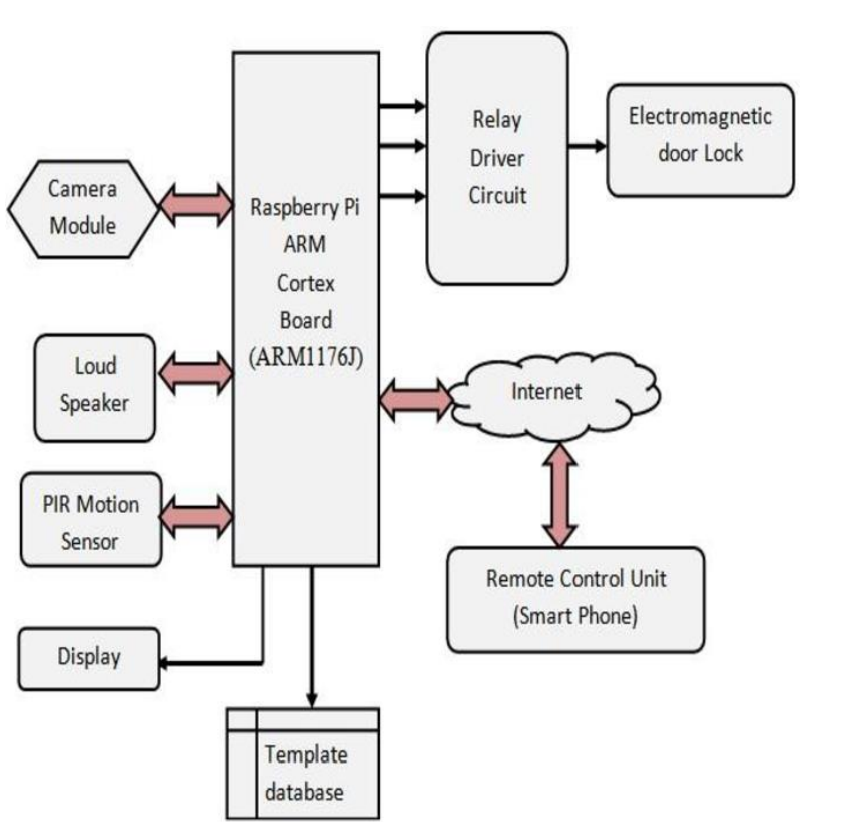 Relay
Driver
Circuit
Electromagnetic
door Lock
Camera
Module
Raspberry Pi
ARM
Cortex
Board
(ARM1176J)
Loud
Speaker
Internet
PIR Motion
Sensor
Remote Control Unit
(Smart Phone)
Display
Template
database